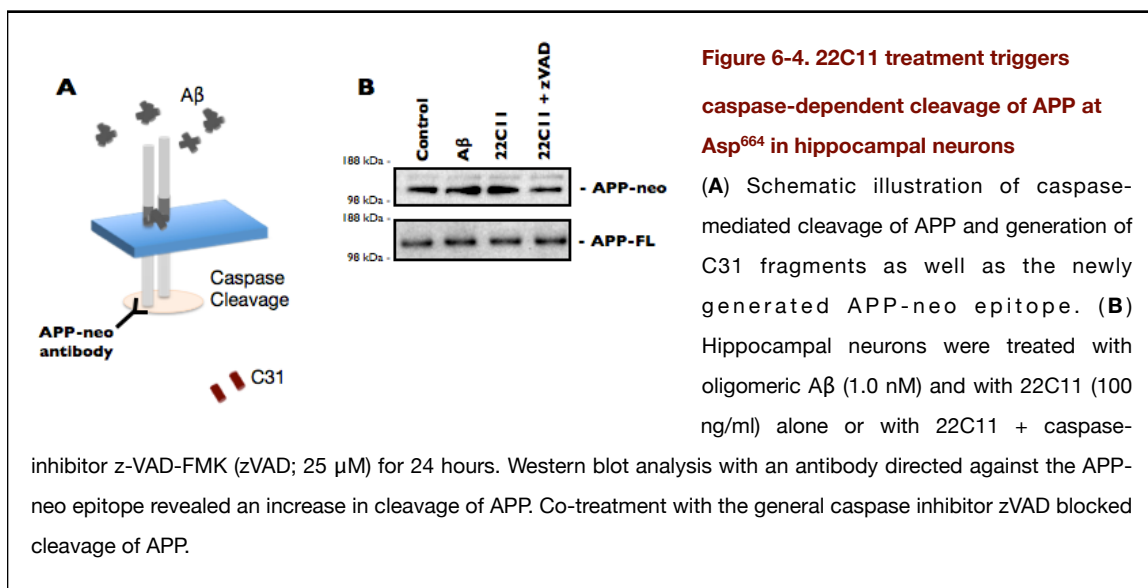 A
Aβ
Caspase
Cleavage
APP-neo
antibody
C31
B
Control
Aβ
22C11
22C11 + zVAD
188 kDa -
98 kDa -
- APP-neo
188 kDa -
98 kDa -
- APP-FL
Figure 6-4. 22C11 treatment triggers
caspase-dependent cleavage of APP at
Asp664 in hippocampal neurons
(A) Schematic illustration of caspase-
mediated cleavage of APP and generation of
C31 fragments as well as the newly
generated APP-neo epitope. (B)
Hippocampal neurons were treated with
oligomeric Aβ (1.0 nM) and with 22C11 (100
ng/ml) alone or with 22C11 + caspase-
inhibitor z-VAD-FMK (zVAD; 25 μM) for 24 hours. Western blot analysis with an antibody directed against the APP-
neo epitope revealed an increase in cleavage of APP. Co-treatment with the general caspase inhibitor zVAD blocked
cleavage of APP.